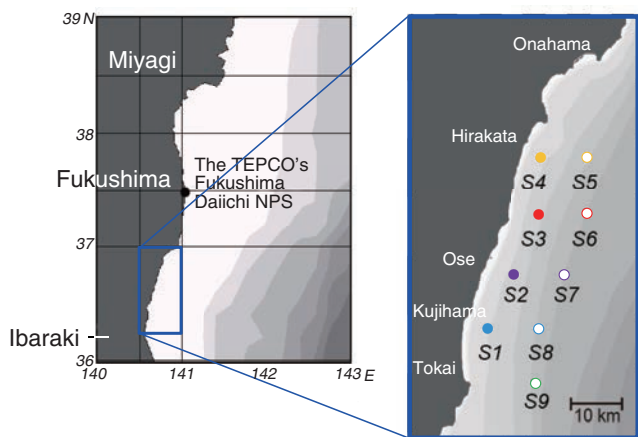 39 N
Miyagi
38
The TEPCO's
Fukushima
Fukushima
Daiichi NPS
37
Ibaraki
36
140
141
142
143 E
Onahama
Hirakata
S4
S5
S3
S6
Ose
S2
S7
Kujihama
S1
S8
Tokai
S9
10 km